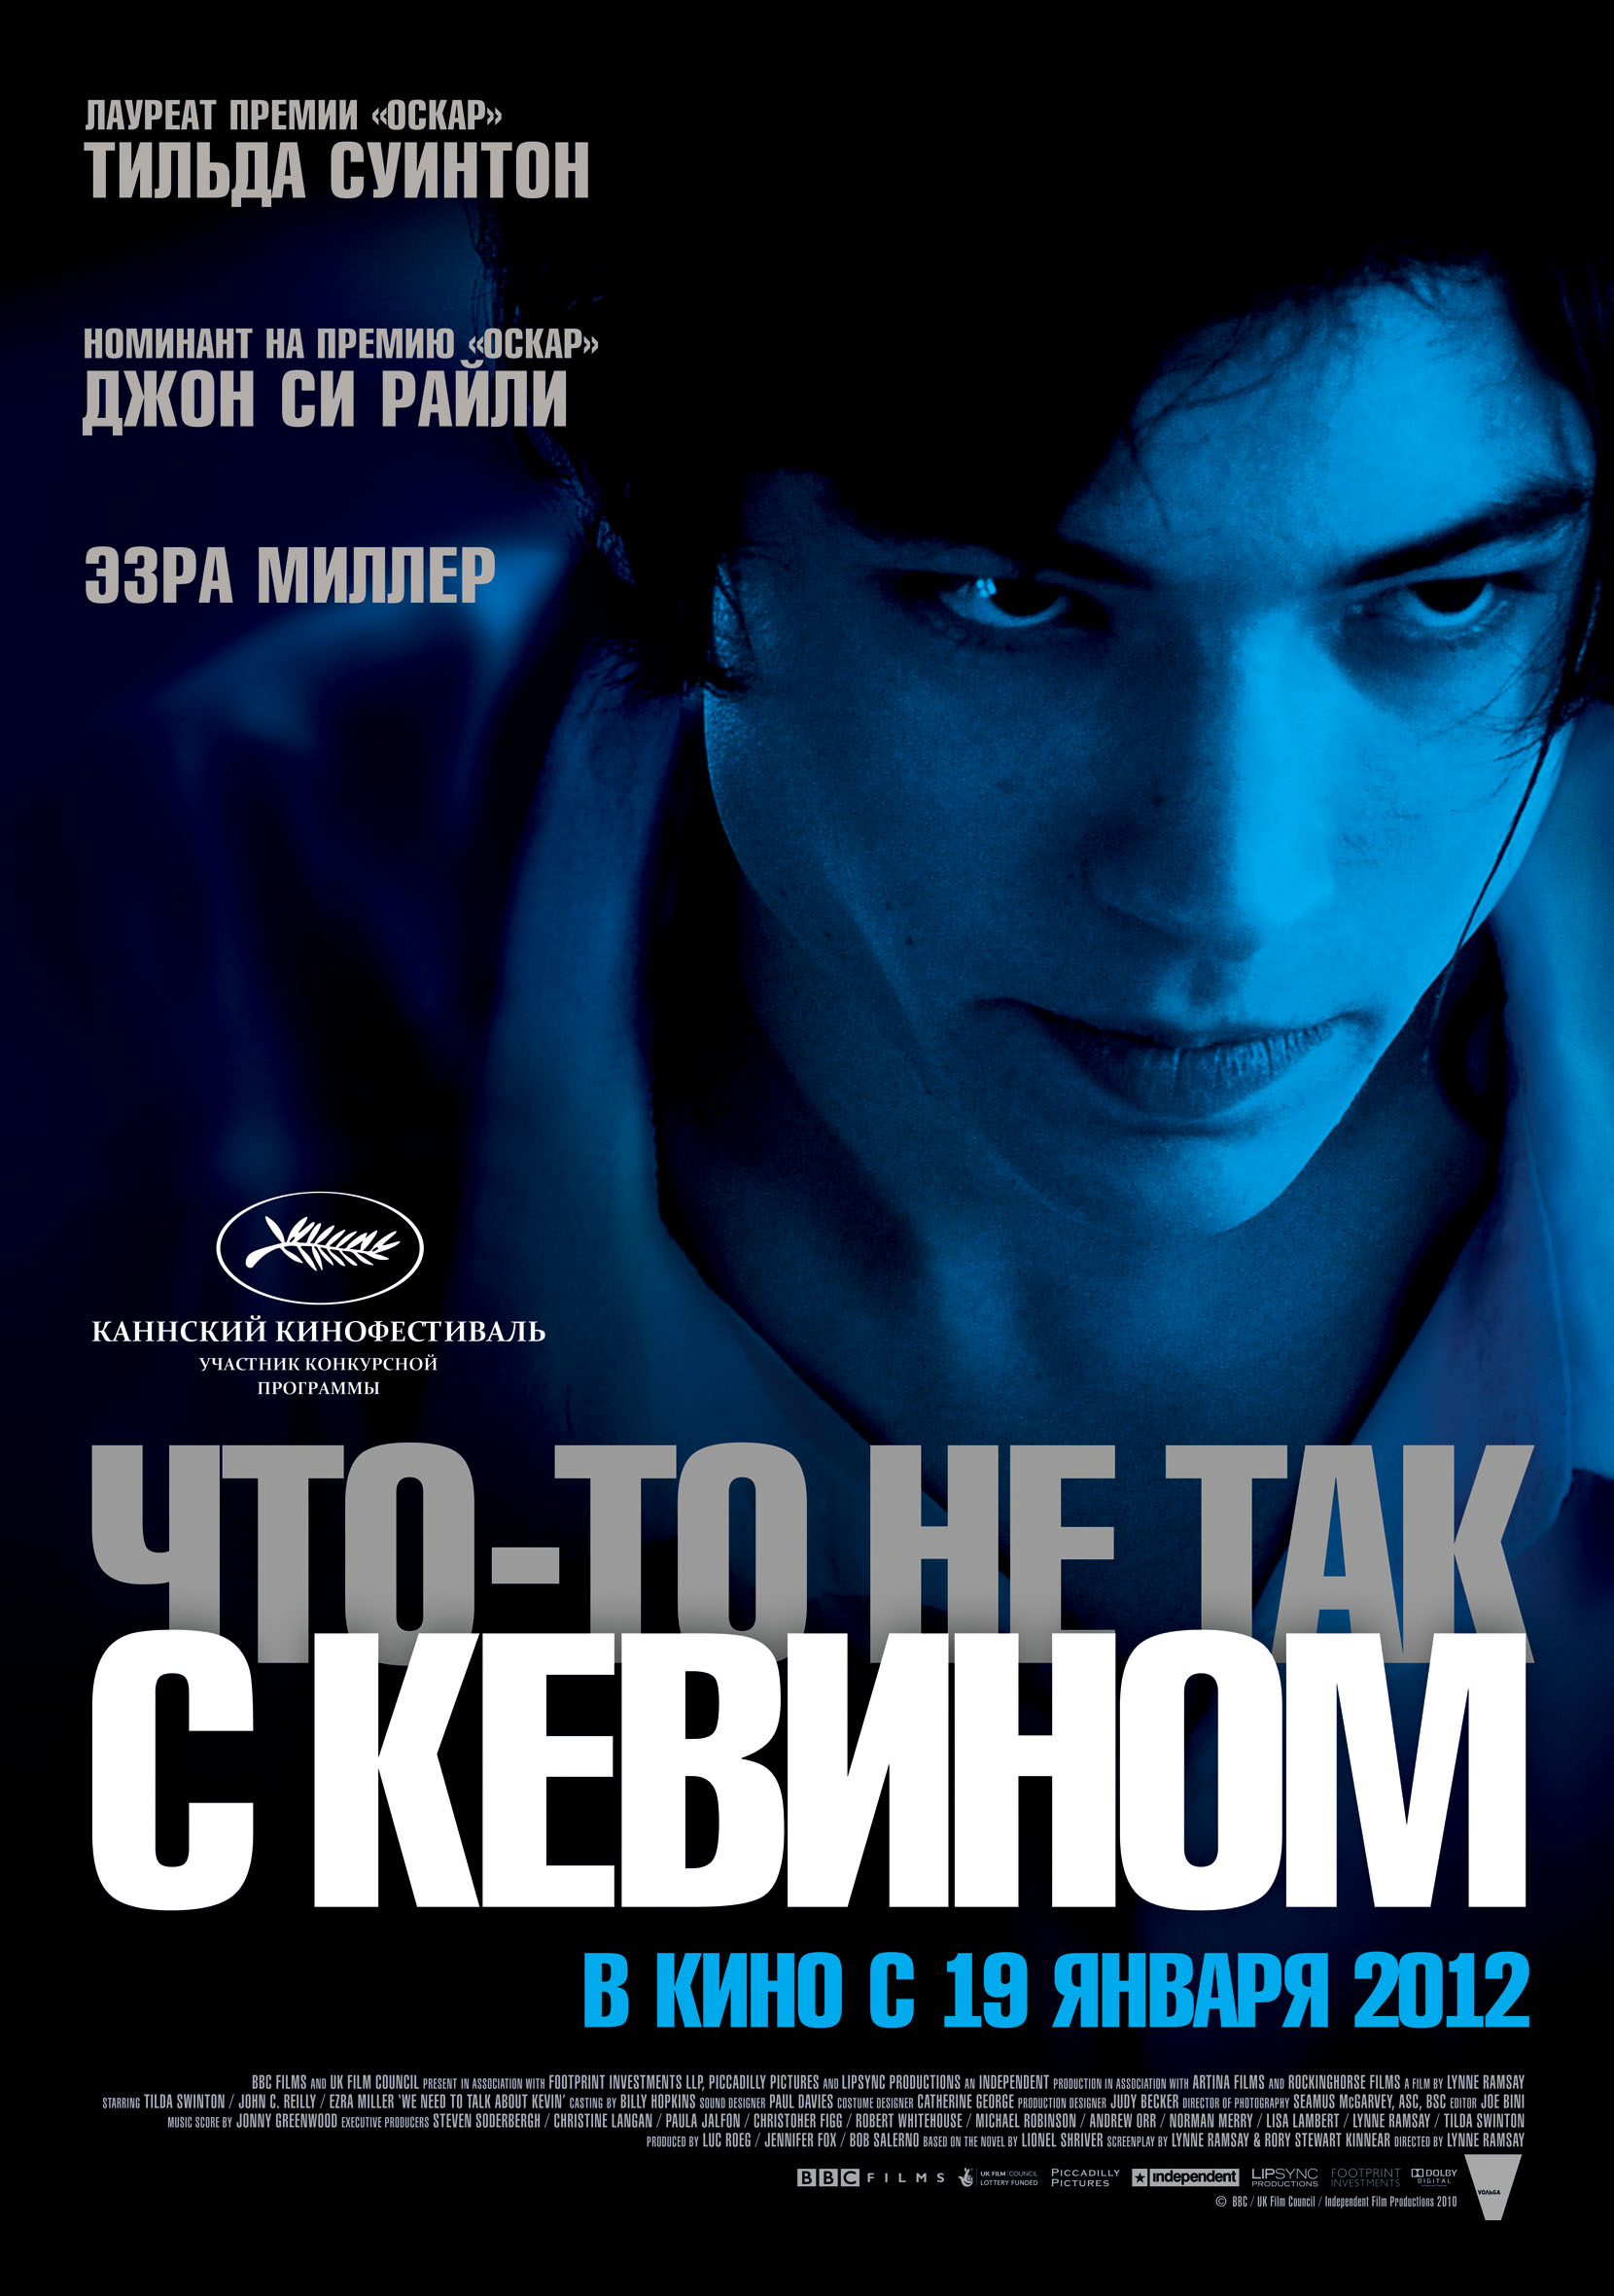 ЛАУРЕАТ ПРЕМИИ «ОСКАР»
ТИЛЬДА СУИНТОН
НОМИНАНТ НА ПРЕМИЮ «ОСКАР»
ДЖОН СИ РАЙЛИ
ЭЗРА МИЛЛЕР
КАННСКИЙ КИНОФЕСТИВАЛЬ
УЧАСТНИК КОНКУРСНОЙ
ПРОГРАММЫ
ЧТО-ТО НЕ ТАК
С КЕВИНОМ
В КИНО С 19 ЯНВАРЯ 2012
BBC FILMS AND UK FILM COUNCIL PRESENT IN ASSOCIATION WITH FOOTPRINT INVESTMENTS LLP, PICCADILLY PICTURES AND LIPSYNC PRODUCTIONS AN INDEPENDENT PRODUCTION IN ASSOCIATION WITH ARTINA FILMS AND ROCKINGHORSE FILMS A FILM BY LYNNE RAMSAY
STARRING TILDA SWINTON / JOHN C. REILLY / EZRA MILLER ‘WE NEED TO TALK ABOUT KEVIN’ CASTING BY BILLY HOPKINS SOUND DESIGNER PAUL DAVIES COSTUME DESIGNER CATHERINE GEORGE PRODUCTION DESIGNER JUDY BECKER DIRECTOR OF PHOTOGRAPHY SEAMUS McGARVEY, ASC, BSC EDITOR JOE BINI
MUSIC SCORE BY JONNY GREENWOOD EXECUTIVE PRODUCERS STEVEN SODERBERGH / CHRISTINE LANGAN / PAULA JALFON / CHRISTOHER FIGG / ROBERT WHITEHOUSE / MICHAEL ROBINSON / ANDREW ORR / NORMAN MERRY / LISA LAMBERT / LYNNE RAMSAY / TILDA SWINTON
PRODUCED BY LUC ROEG / JENNIFER FOX / BOB SALERNO BASED ON THE NOVEL BY LIONEL SHRIVER SCREENPLAY BY LYNNE RAMSAY & RORY STEWART KINNEAR DIRECTED BY LYNNE RAMSAY
BBC FILMS
UK FILM COUNCIL
LOTTERY FUNDED
PICCADILLY
PICTURES
independent
LIPSYNC
PRODUCTIONS
FOOTPRINT
INVESTMENTS
DOLBY
DIGITAL
ВОЛЬГА
© BBC / UK Film Council / Independent Film Productions 2010